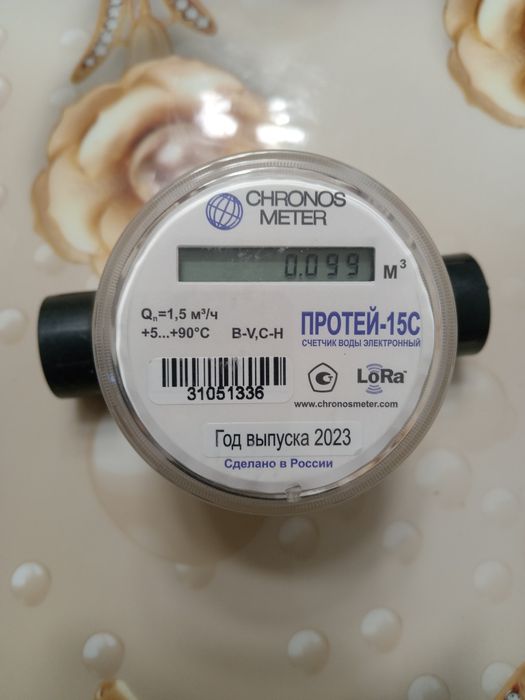 CHRONOS
METER
0.099 м³
Qₙ=1,5 м³/ч
+5...+90°C B-V,C-H
ПРОТЕЙ-15С
СЧЕТЧИК ВОДЫ ЭЛЕКТРОННЫЙ
31051336
LoRa™
www.chronosmeter.com
Год выпуска 2023
Сделано в России